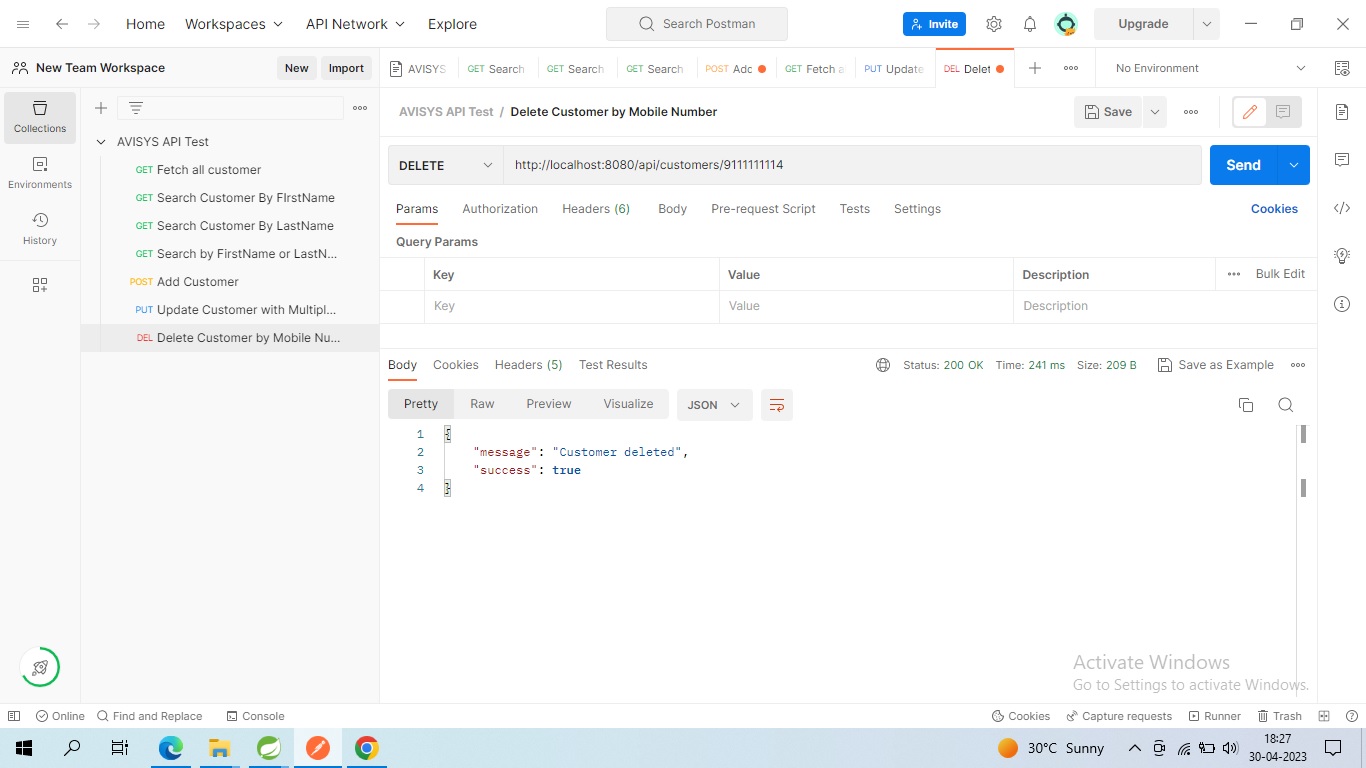 Home Workspaces API Network Explore Search Postman Invite Upgrade
New Team Workspace New Import
AVISYS GET Search GET Search GET Search POST Adc GET Fetch a PUT Update DEL Delet No Environment
Collections
Environments
History
AVISYS API Test
GET Fetch all customer
GET Search Customer By FIrstName
GET Search Customer By LastName
GET Search by FirstName or LastN...
POST Add Customer
PUT Update Customer with Multipl...
DEL Delete Customer by Mobile Nu...
AVISYS API Test / Delete Customer by Mobile Number Save
DELETE http://localhost:8080/api/customers/9111111114 Send
Params Authorization Headers (6) Body Pre-request Script Tests Settings Cookies
Query Params
Key Value Description Bulk Edit
Key Value Description
Body Cookies Headers (5) Test Results Status: 200 OK Time: 241 ms Size: 209 B Save as Example
Pretty Raw Preview Visualize JSON
1 {
2 "message": "Customer deleted",
3 "success": true
4 }
Activate Windows
Go to Settings to activate Windows.
Online Find and Replace Console Cookies Capture requests Runner Trash
30°C Sunny 18:27
30-04-2023